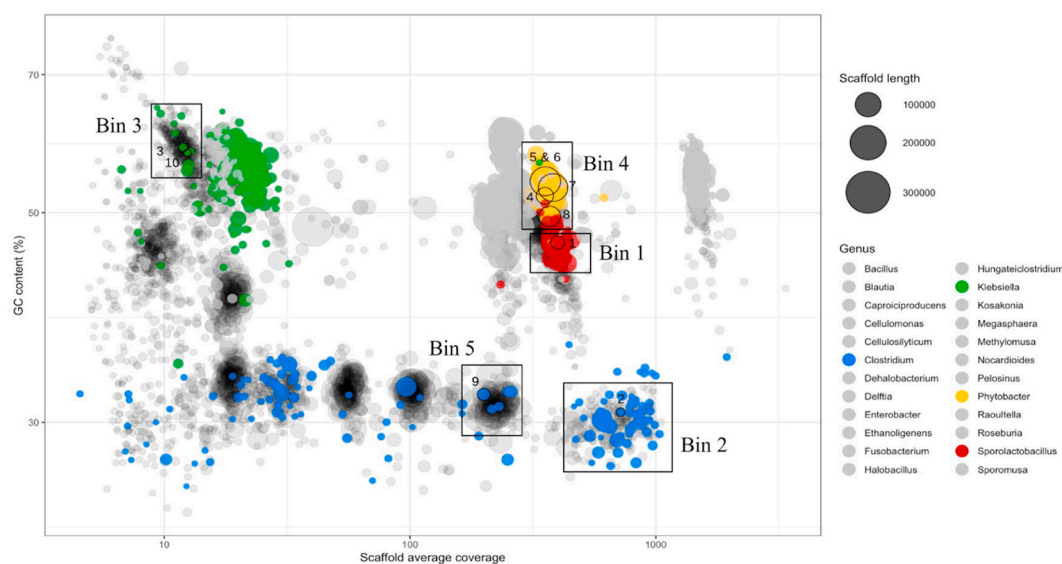 70
50
30
GC content (%)
10
100
1000
Scaffold average coverage
Bin 3
3
10
Bin 4
5 & 6
7
4
8
Bin 1
1
Bin 5
9
Bin 2
2
Scaffold length
100000
200000
300000
Genus
Bacillus
Blautia
Caproiciproducens
Cellulomonas
Cellulosilyticum
Clostridium
Dehalobacterium
Delftia
Enterobacter
Ethanoligenens
Fusobacterium
Halobacillus
Hungateiclostridium
Klebsiella
Kosakonia
Megasphaera
Methylomusa
Nocardioides
Pelosinus
Phytobacter
Raoultella
Roseburia
Sporolactobacillus
Sporomusa